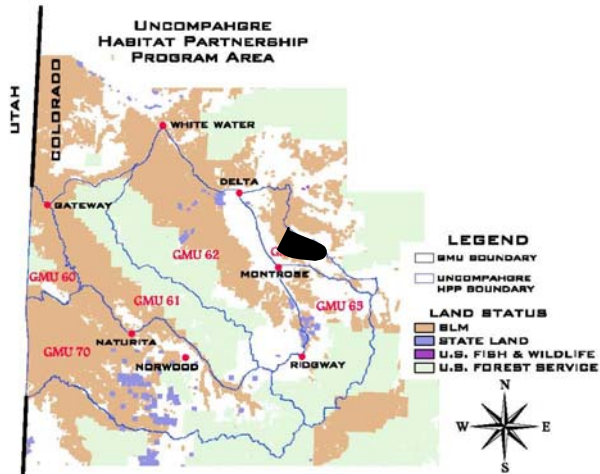 UNCOMPAHGRE
HABITAT PARTNERSHIP
PROGRAM AREA
UTAH
COLORADO
WHITE WATER
DELTA
GATEWAY
GMU 62
MONTROSE
GMU 60
GMU 61
GMU 65
NATURITA
GMU 70
NORWOOD
RIDGWAY
LEGEND
GMU BOUNDARY
UNCOMPAHGRE
HPP BOUNDARY
LAND STATUS
BLM
STATE LAND
U.S. FISH & WILDLIFE
U.S. FOREST SERVICE
N
W
E
S